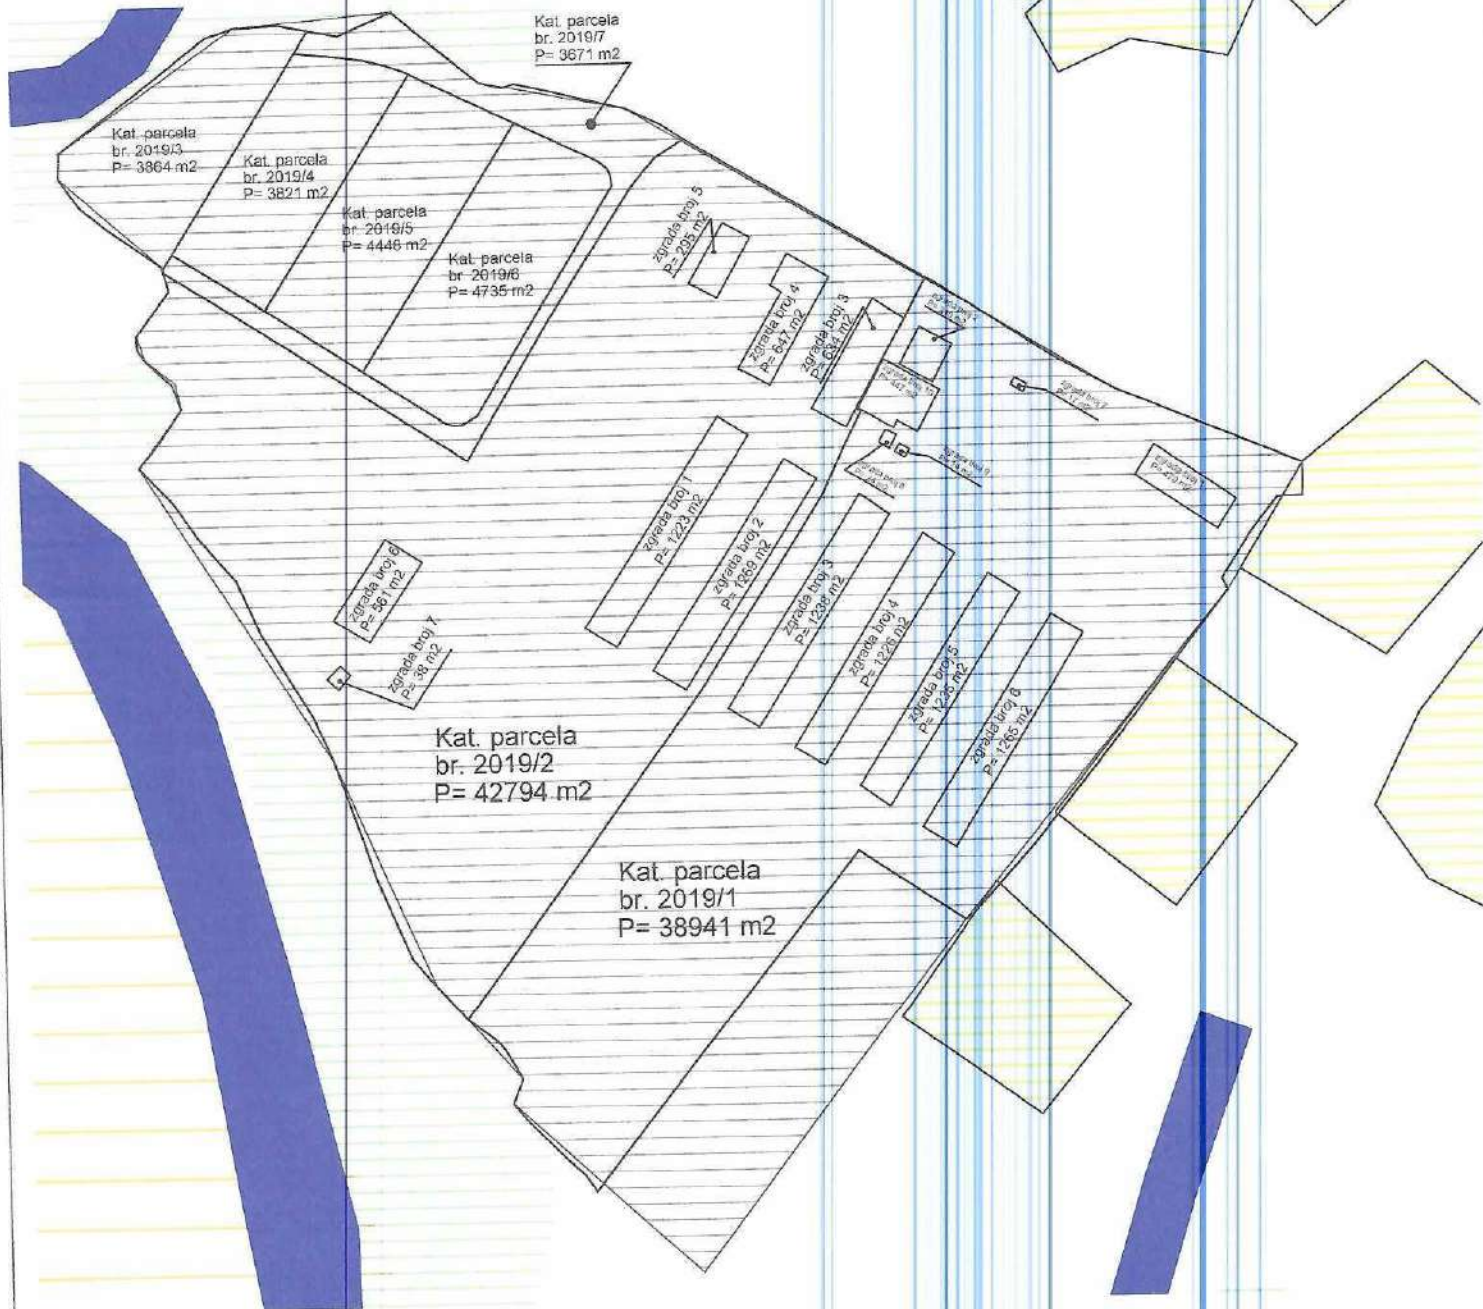 Kat. parcela
br. 2019/7
P= 3671 m2
Kat. parcela
br. 2019/3
P= 3864 m2
Kat. parcela
br. 2019/4
P= 3821 m2
Kat. parcela
br. 2019/5
P= 4446 m2
Kat. parcela
br. 2019/6
P= 4735 m2
zgrada broj 5
P= 295 m2
zgrada broj 4
P= 647 m2
zgrada broj 3
P= 634 m2
zgrada broj 1
P= 1223 m2
zgrada broj 2
P= 1269 m2
zgrada broj 3
P= 1238 m2
zgrada broj 4
P= 1226 m2
zgrada broj 5
P= 1235 m2
zgrada broj 6
P= 1265 m2
zgrada broj 6
P= 561 m2
zgrada broj 7
P= 38 m2
Kat. parcela
br. 2019/2
P= 42794 m2
Kat. parcela
br. 2019/1
P= 38941 m2